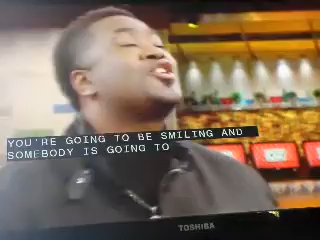 YOU'RE GOING TO BE SMILING AND
SOMEBODY IS GOING TO
TOSHIBA